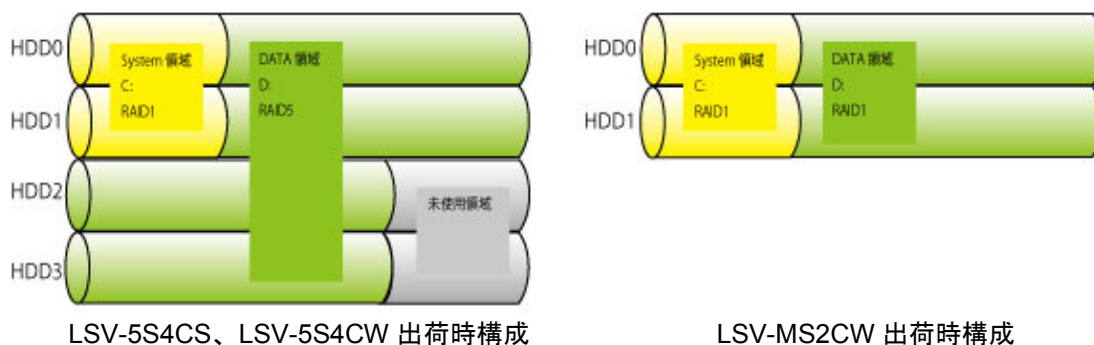 HDD0
System 領域
C:
RAID1
DATA 領域
D:
RAID5
HDD1
HDD2
未使用領域
HDD3
LSV-5S4CS、LSV-5S4CW 出荷時構成
HDD0
System 領域
C:
RAID1
DATA 領域
D:
RAID1
HDD1
LSV-MS2CW 出荷時構成